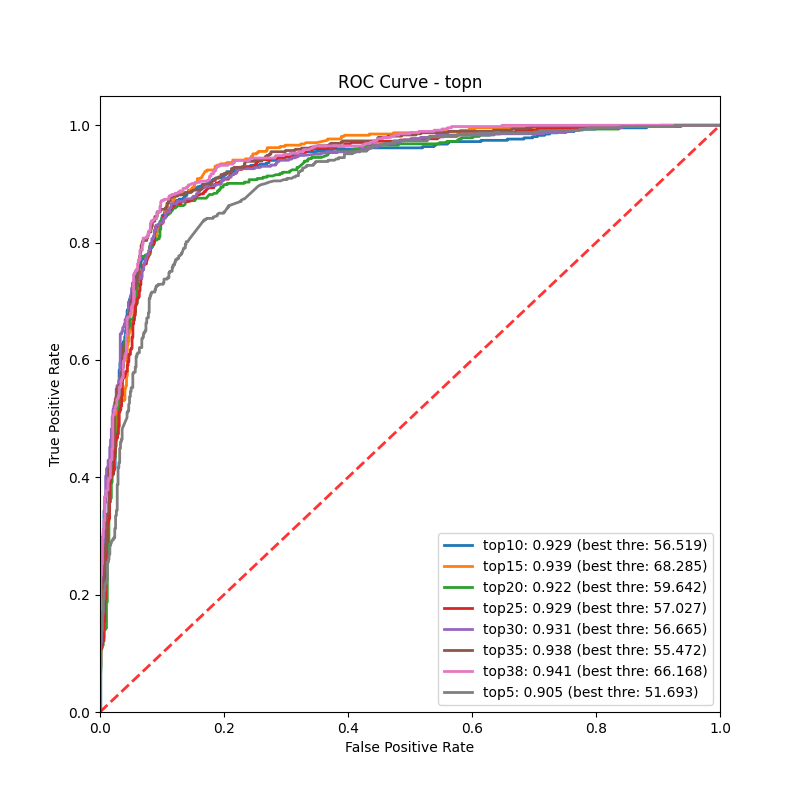 ROC Curve - topn
True Positive Rate
1.0
0.8
0.6
0.4
0.2
0.0
top10: 0.929 (best thre: 56.519)
top15: 0.939 (best thre: 68.285)
top20: 0.922 (best thre: 59.642)
top25: 0.929 (best thre: 57.027)
top30: 0.931 (best thre: 56.665)
top35: 0.938 (best thre: 55.472)
top38: 0.941 (best thre: 66.168)
top5: 0.905 (best thre: 51.693)
0.0 0.2 0.4 0.6 0.8 1.0
False Positive Rate